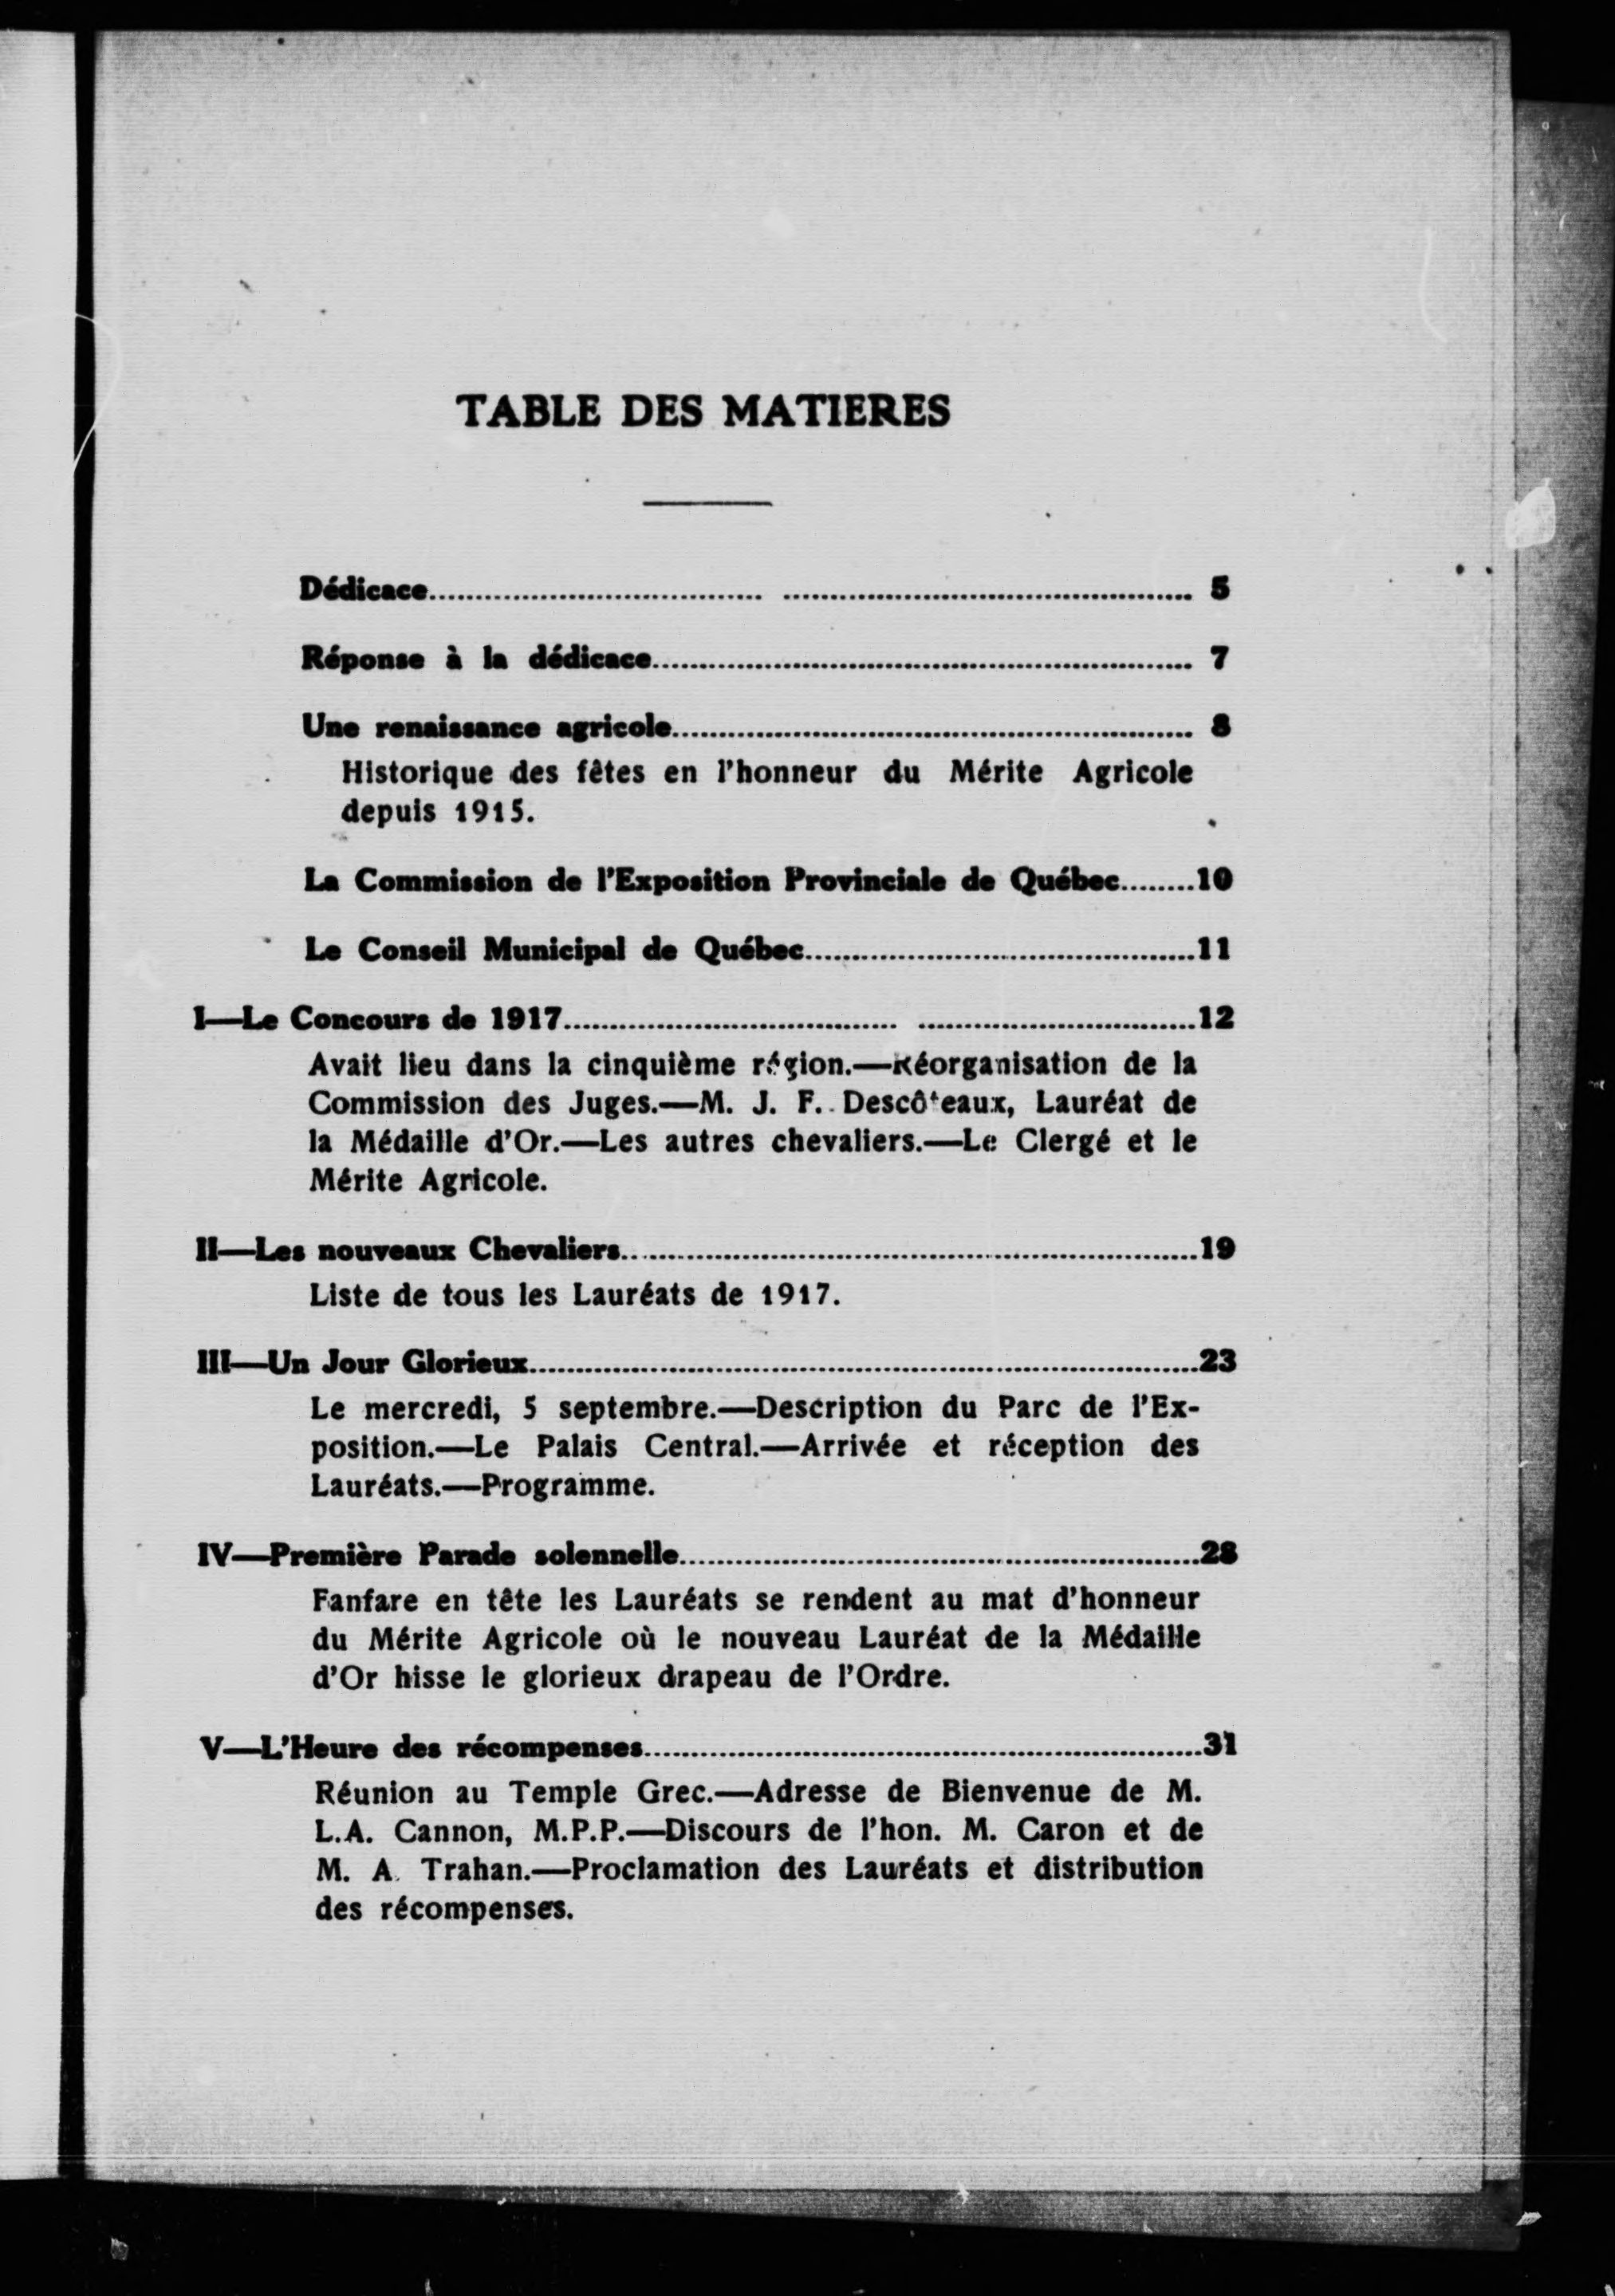 TABLE DES MATIERES
Dédicace.................................... ............................................ 5
Réponse à la dédicace.......................................................... 7
Une renaissance agricole........................................................ 8
Historique des fêtes en l'honneur du Mérite Agricole
depuis 1915.
La Commission de l'Exposition Provinciale de Québec........10
Le Conseil Municipal de Québec..........................................11
I—Le Concours de 1917.................................... ..............................12
Avait lieu dans la cinquième région.—Réorganisation de la
Commission des Juges.—M. J. F. Descôteaux, Lauréat de
la Médaille d'Or.—Les autres chevaliers.—Le Clergé et le
Mérite Agricole.
II—Les nouveaux Chevaliers..............................................................19
Liste de tous les Lauréats de 1917.
III—Un Jour Glorieux........................................................................23
Le mercredi, 5 septembre.—Description du Parc de l'Ex-
position.—Le Palais Central.—Arrivée et réception des
Lauréats.—Programme.
IV—Première Parade solennelle........................................................28
Fanfare en tête les Lauréats se rendent au mat d'honneur
du Mérite Agricole où le nouveau Lauréat de la Médaille
d'Or hisse le glorieux drapeau de l'Ordre.
V—L'Heure des récompenses............................................................31
Réunion au Temple Grec.—Adresse de Bienvenue de M.
L.A. Cannon, M.P.P.—Discours de l'hon. M. Caron et de
M. A. Trahan.—Proclamation des Lauréats et distribution
des récompenses.